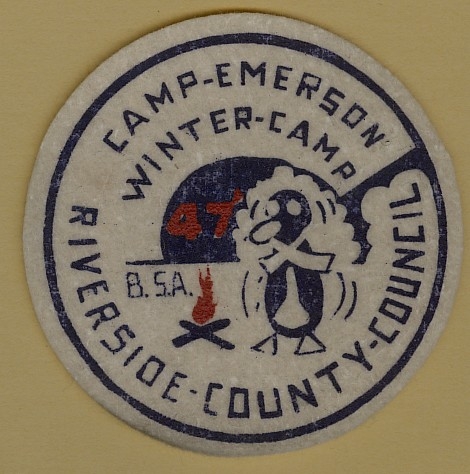 CAMP-EMERSON
WINTER-CAMP
47
B.S.A.
RIVERSIDE-COUNTY-COUNCIL